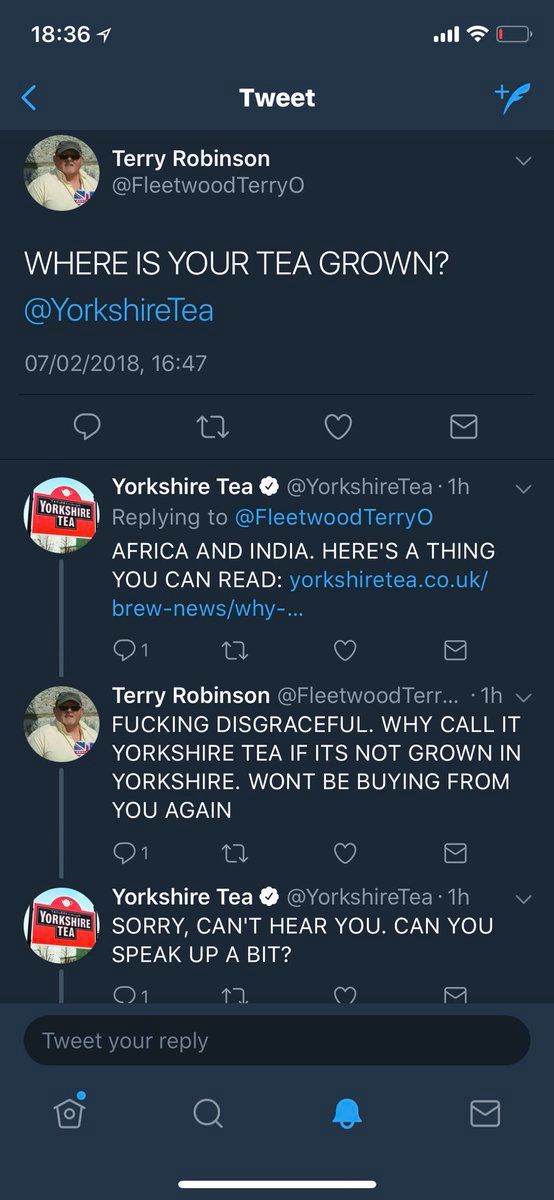 18:36
Tweet
Terry Robinson
@FleetwoodTerryO
WHERE IS YOUR TEA GROWN?
@YorkshireTea
07/02/2018, 16:47
YORKSHIRE
TEA
Yorkshire Tea @YorkshireTea · 1h
Replying to @FleetwoodTerryO
AFRICA AND INDIA. HERE'S A THING
YOU CAN READ: yorkshiretea.co.uk/
brew-news/why-...
1
Terry Robinson @FleetwoodTerr... · 1h
FUCKING DISGRACEFUL. WHY CALL IT
YORKSHIRE TEA IF ITS NOT GROWN IN
YORKSHIRE. WONT BE BUYING FROM
YOU AGAIN
1
YORKSHIRE
TEA
Yorkshire Tea @YorkshireTea · 1h
SORRY, CAN'T HEAR YOU. CAN YOU
SPEAK UP A BIT?
1
Tweet your reply